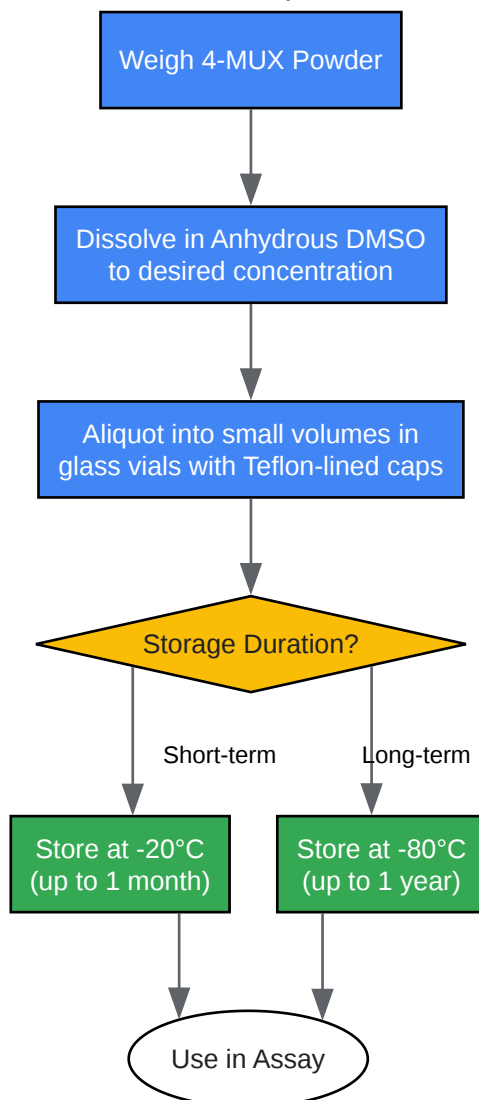 Weigh 4-MUX Powder
Dissolve in Anhydrous DMSO
to desired concentration
Aliquot into small volumes in
glass vials with Teflon-lined caps
Storage Duration?
Short-term
Long-term
Store at -20°C
(up to 1 month)
Store at -80°C
(up to 1 year)
Use in Assay